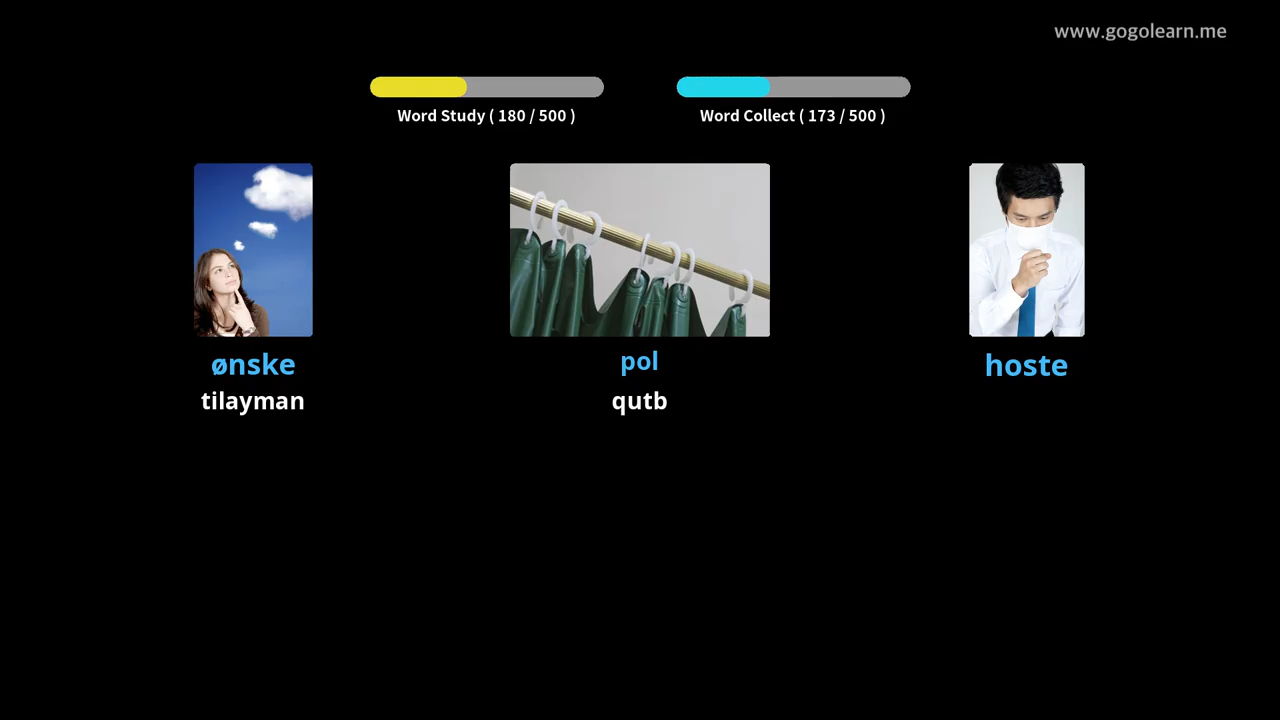 www.gogolearn.me
Word Study ( 180 / 500 )
Word Collect ( 173 / 500 )
ønske
tilayman
pol
qutb
hoste